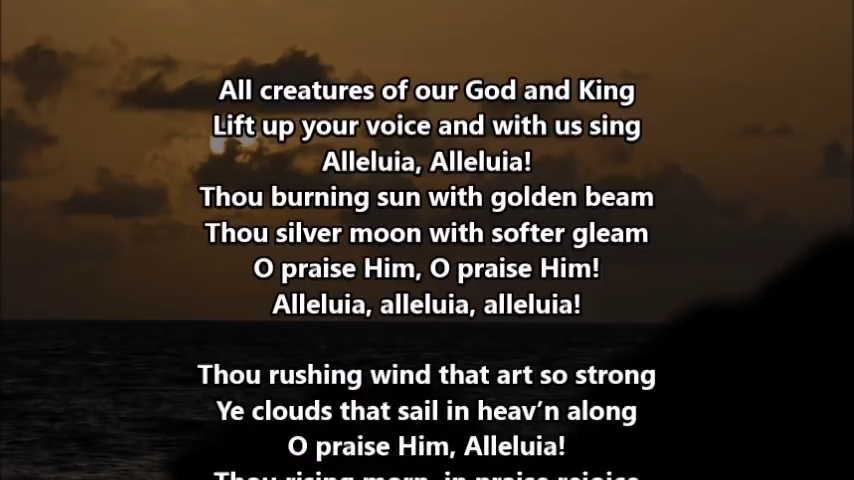 All creatures of our God and King
Lift up your voice and with us sing
Alleluia, Alleluia!
Thou burning sun with golden beam
Thou silver moon with softer gleam
O praise Him, O praise Him!
Alleluia, alleluia, alleluia!
Thou rushing wind that art so strong
Ye clouds that sail in heav’n along
O praise Him, Alleluia!
Thou rising morn, in praise rejoice